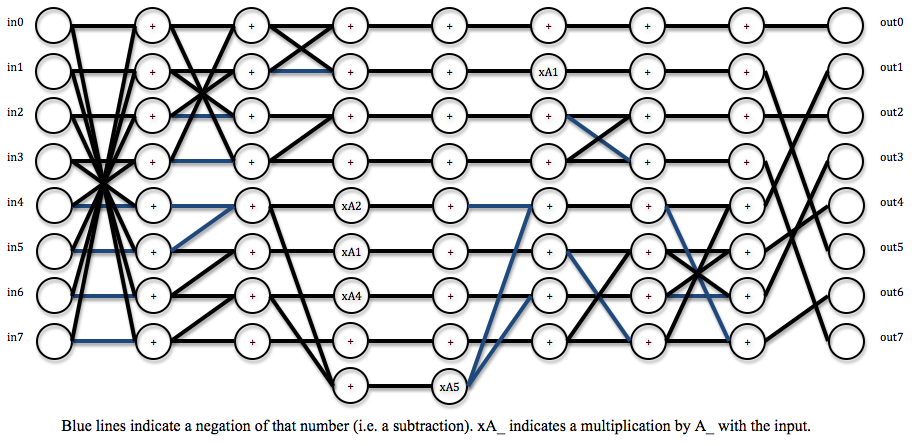 in0 + + + + + + + out0
in1 + + + + xA1 + + out1
in2 + + + + + + + out2
in3 + + + + + + + out3
in4 + + xA2 + + + + out4
in5 + + xA1 + + + + out5
in6 + + xA4 + + + + out6
in7 + + + + + + + out7
+ xA5
Blue lines indicate a negation of that number (i.e. a subtraction). xA_ indicates a multiplication by A_ with the input.